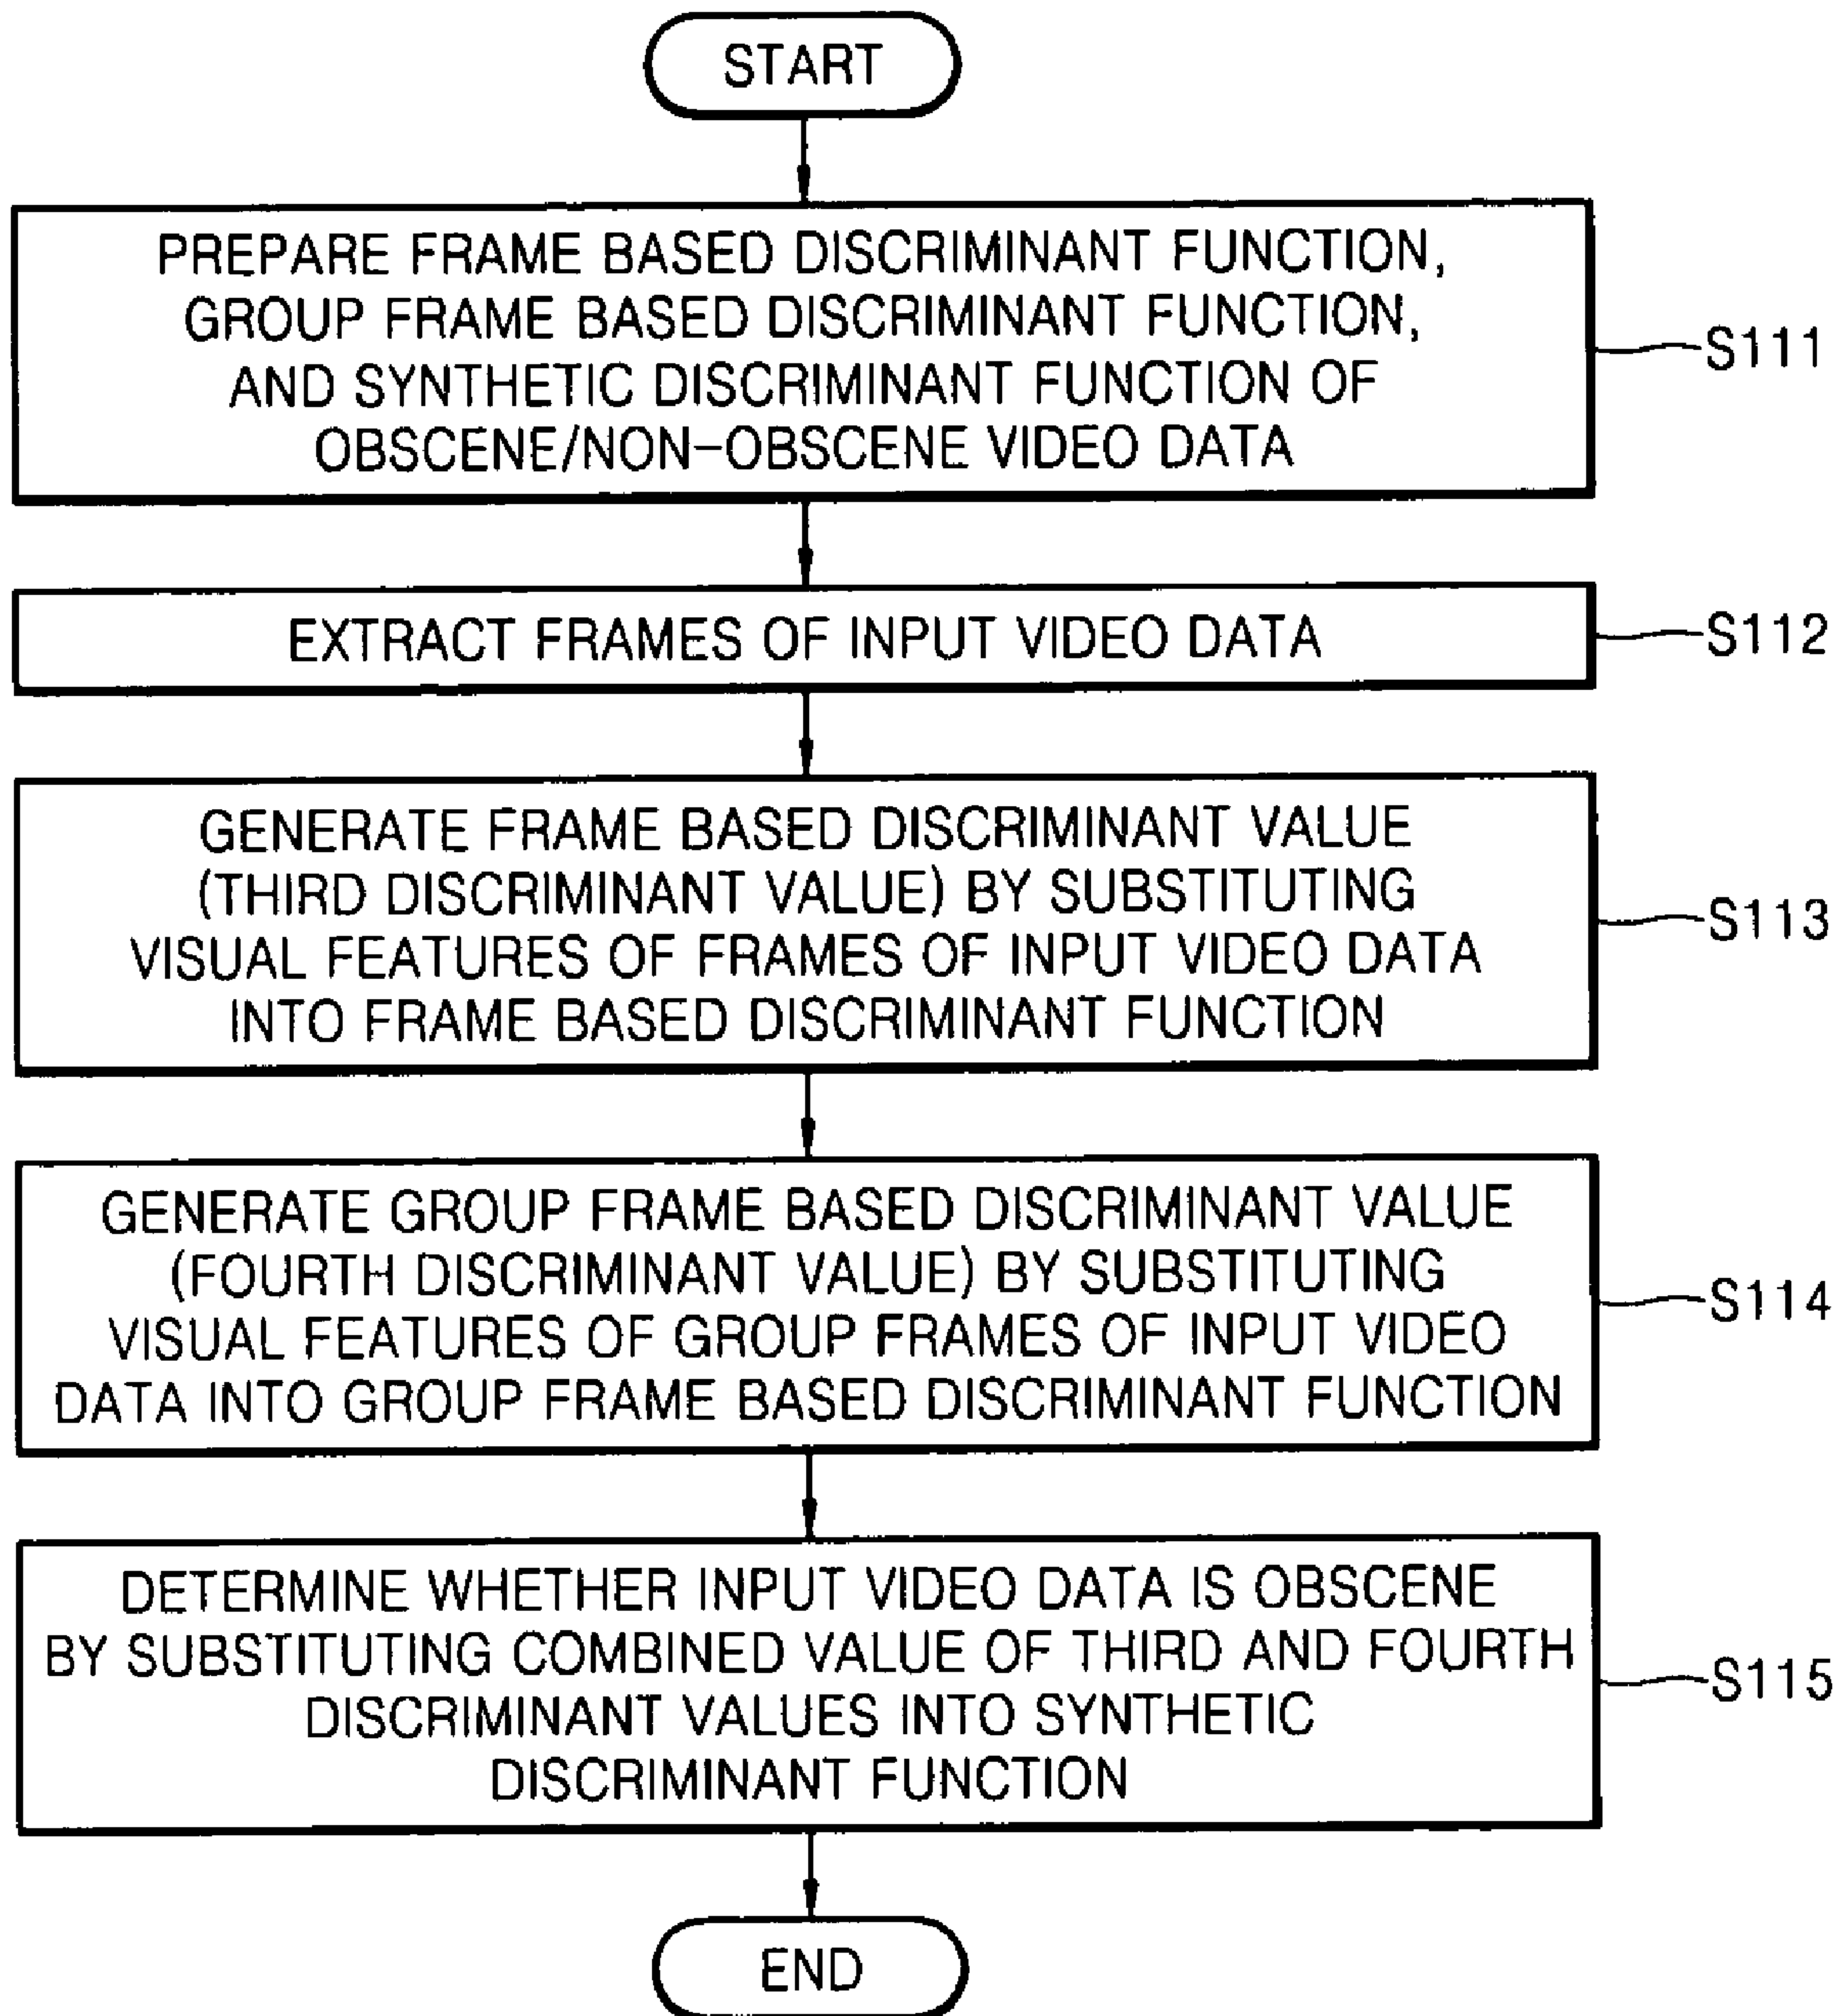 START
PREPARE FRAME BASED DISCRIMINANT FUNCTION,
GROUP FRAME BASED DISCRIMINANT FUNCTION,
AND SYNTHETIC DISCRIMINANT FUNCTION OF
OBSCENE/NON-OBSCENE VIDEO DATA
S111
EXTRACT FRAMES OF INPUT VIDEO DATA
S112
GENERATE FRAME BASED DISCRIMINANT VALUE
(THIRD DISCRIMINANT VALUE) BY SUBSTITUTING
VISUAL FEATURES OF FRAMES OF INPUT VIDEO DATA
INTO FRAME BASED DISCRIMINANT FUNCTION
S113
GENERATE GROUP FRAME BASED DISCRIMINANT VALUE
(FOURTH DISCRIMINANT VALUE) BY SUBSTITUTING
VISUAL FEATURES OF GROUP FRAMES OF INPUT VIDEO
DATA INTO GROUP FRAME BASED DISCRIMINANT FUNCTION
S114
DETERMINE WHETHER INPUT VIDEO DATA IS OBSCENE
BY SUBSTITUTING COMBINED VALUE OF THIRD AND FOURTH
DISCRIMINANT VALUES INTO SYNTHETIC
DISCRIMINANT FUNCTION
S115
END